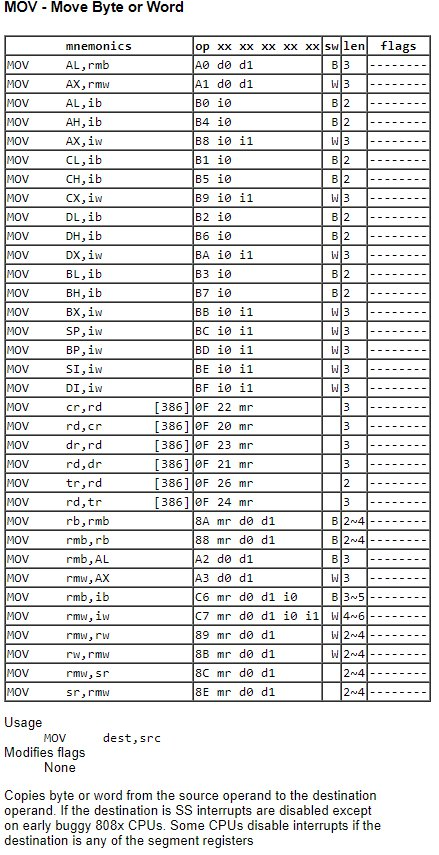 MOV - Move Byte or Word
mnemonics op xx xx xx xx xx sw len flags
MOV AL,rmb A0 d0 d1 B 3 --------
MOV AX,rmw A1 d0 d1 W 3 --------
MOV AL,ib B0 i0 B 2 --------
MOV AH,ib B4 i0 B 2 --------
MOV AX,iw B8 i0 i1 W 3 --------
MOV CL,ib B1 i0 B 2 --------
MOV CH,ib B5 i0 B 2 --------
MOV CX,iw B9 i0 i1 W 3 --------
MOV DL,ib B2 i0 B 2 --------
MOV DH,ib B6 i0 B 2 --------
MOV DX,iw BA i0 i1 W 3 --------
MOV BL,ib B3 i0 B 2 --------
MOV BH,ib B7 i0 B 2 --------
MOV BX,iw BB i0 i1 W 3 --------
MOV SP,iw BC i0 i1 W 3 --------
MOV BP,iw BD i0 i1 W 3 --------
MOV SI,iw BE i0 i1 W 3 --------
MOV DI,iw BF i0 i1 W 3 --------
MOV cr,rd [386] 0F 22 mr 3 --------
MOV rd,cr [386] 0F 20 mr 3 --------
MOV dr,rd [386] 0F 23 mr 3 --------
MOV rd,dr [386] 0F 21 mr 3 --------
MOV tr,rd [386] 0F 26 mr 2 --------
MOV rd,tr [386] 0F 24 mr 3 --------
MOV rb,rmb 8A mr d0 d1 B 2~4 --------
MOV rmb,rb 88 mr d0 d1 B 2~4 --------
MOV rmb,AL A2 d0 d1 B 3 --------
MOV rmw,AX A3 d0 d1 W 3 --------
MOV rmb,ib C6 mr d0 d1 i0 B 3~5 --------
MOV rmw,iw C7 mr d0 d1 i0 i1 W 4~6 --------
MOV rmw,rw 89 mr d0 d1 W 2~4 --------
MOV rw,rmw 8B mr d0 d1 W 2~4 --------
MOV rmw,sr 8C mr d0 d1 2~4 --------
MOV sr,rmw 8E mr d0 d1 2~4 --------
Usage
MOV dest,src
Modifies flags
None
Copies byte or word from the source operand to the destination
operand. If the destination is SS interrupts are disabled except
on early buggy 808x CPUs. Some CPUs disable interrupts if the
destination is any of the segment registers